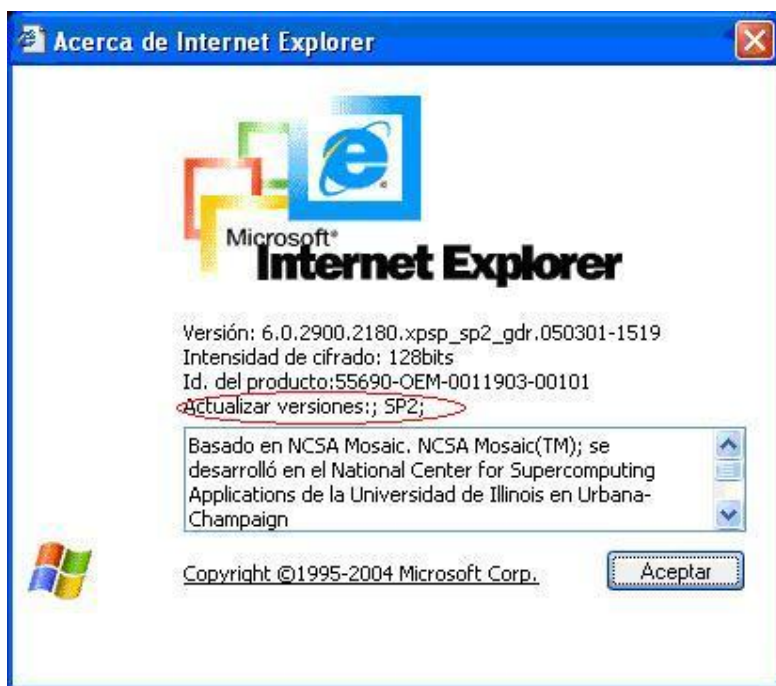 Acerca de Internet Explorer
Microsoft®
Internet Explorer
Versión: 6.0.2900.2180.xpsp_sp2_gdr.050301-1519
Intensidad de cifrado: 128bits
Id. del producto:55690-OEM-0011903-00101
Actualizar versiones:; SP2;
Basado en NCSA Mosaic. NCSA Mosaic(TM); se
desarrolló en el National Center for Supercomputing
Applications de la Universidad de Illinois en Urbana-
Champaign
Copyright ©1995-2004 Microsoft Corp.
Aceptar